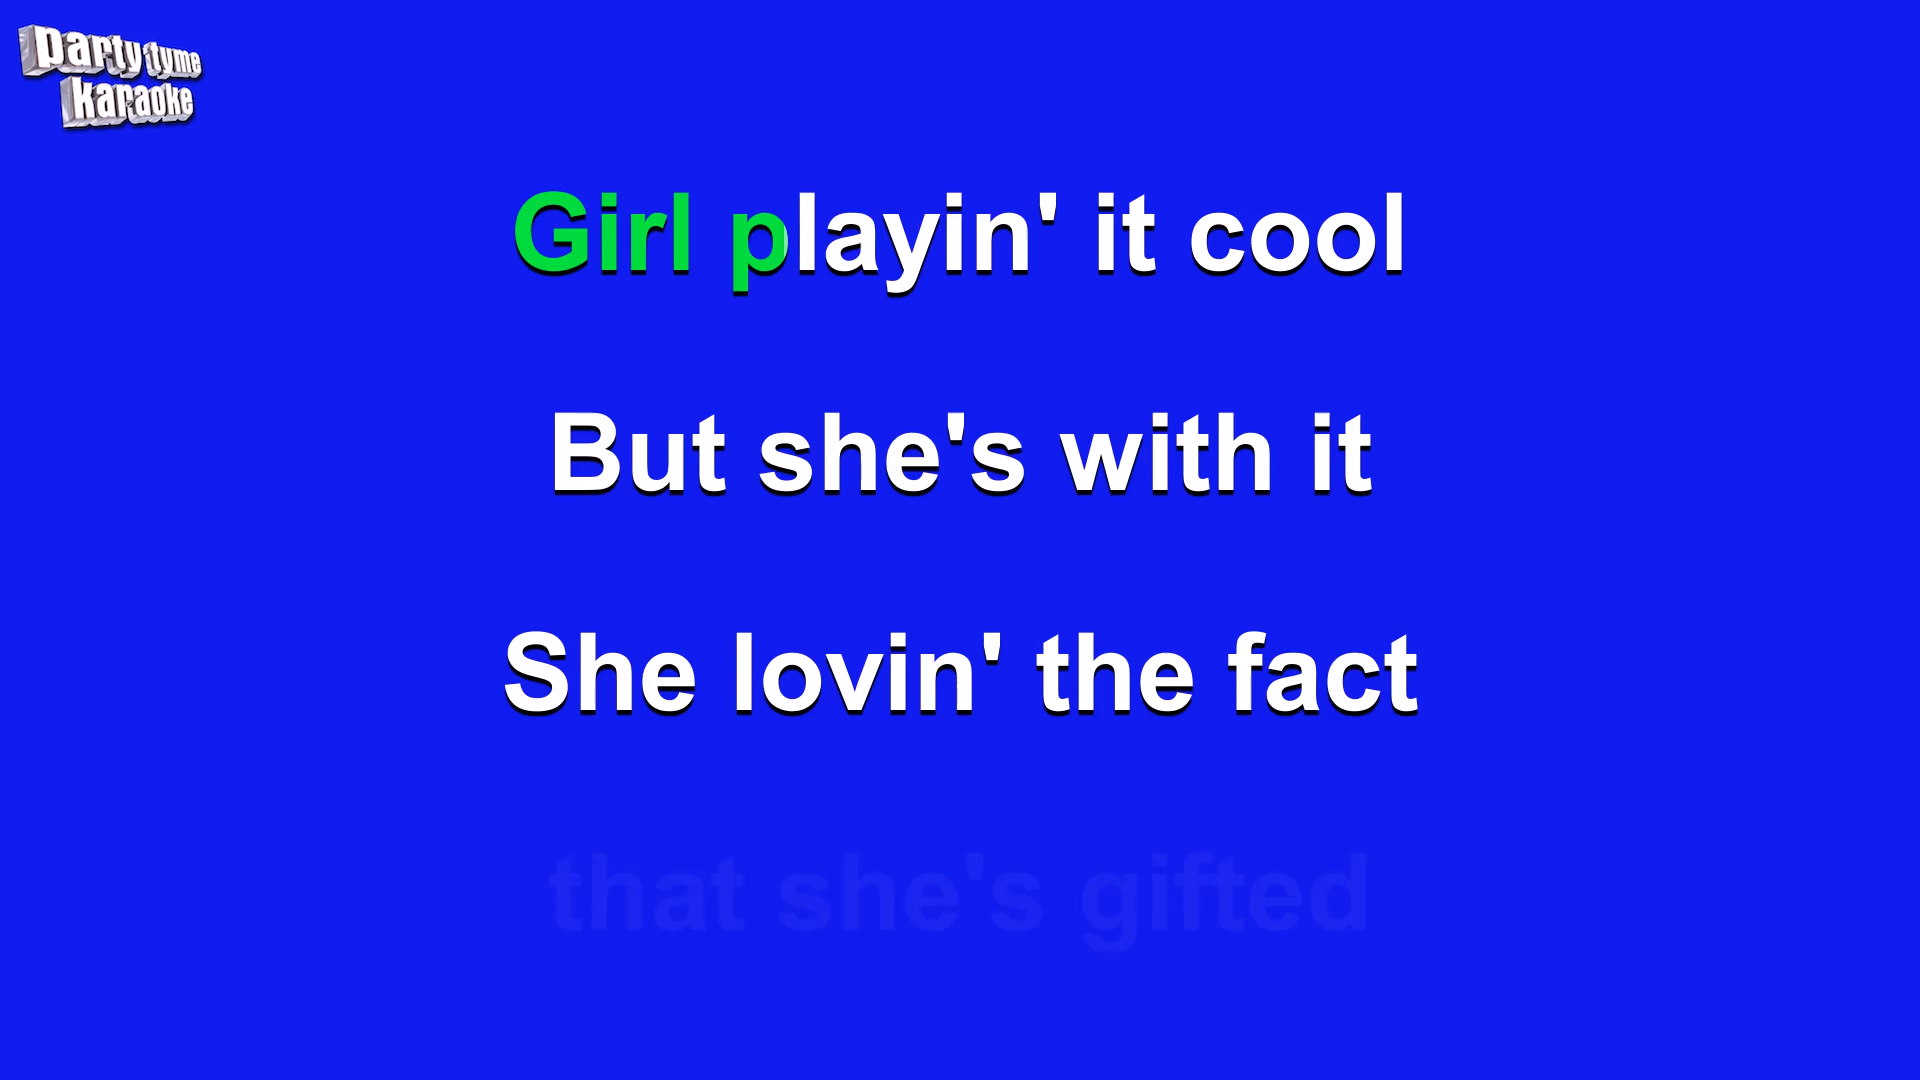 party tyme
karaoke
Girl playin' it cool
But she's with it
She lovin' the fact
that she's gifted